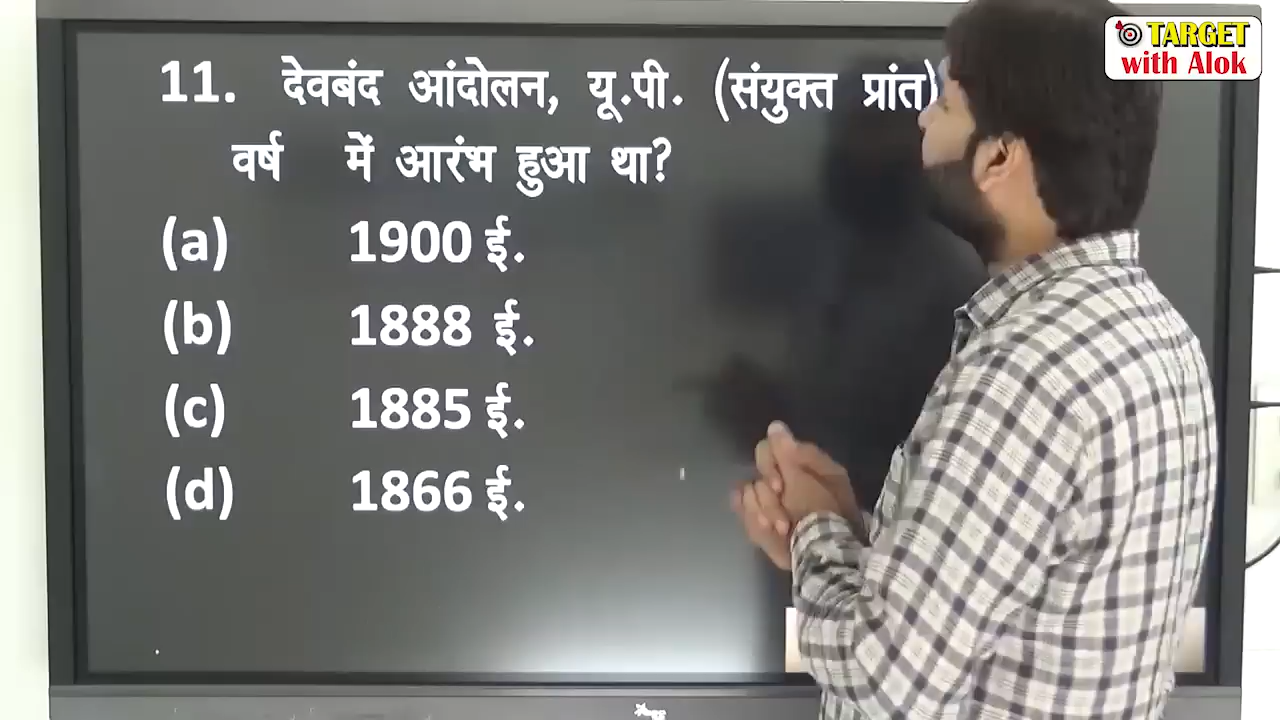 TARGET
with Alok
11. देवबंद आंदोलन, यू.पी. (संयुक्त प्रांत)
वर्ष में आरंभ हुआ था?
(a) 1900 ई.
(b) 1888 ई.
(c) 1885 ई.
(d) 1866 ई.